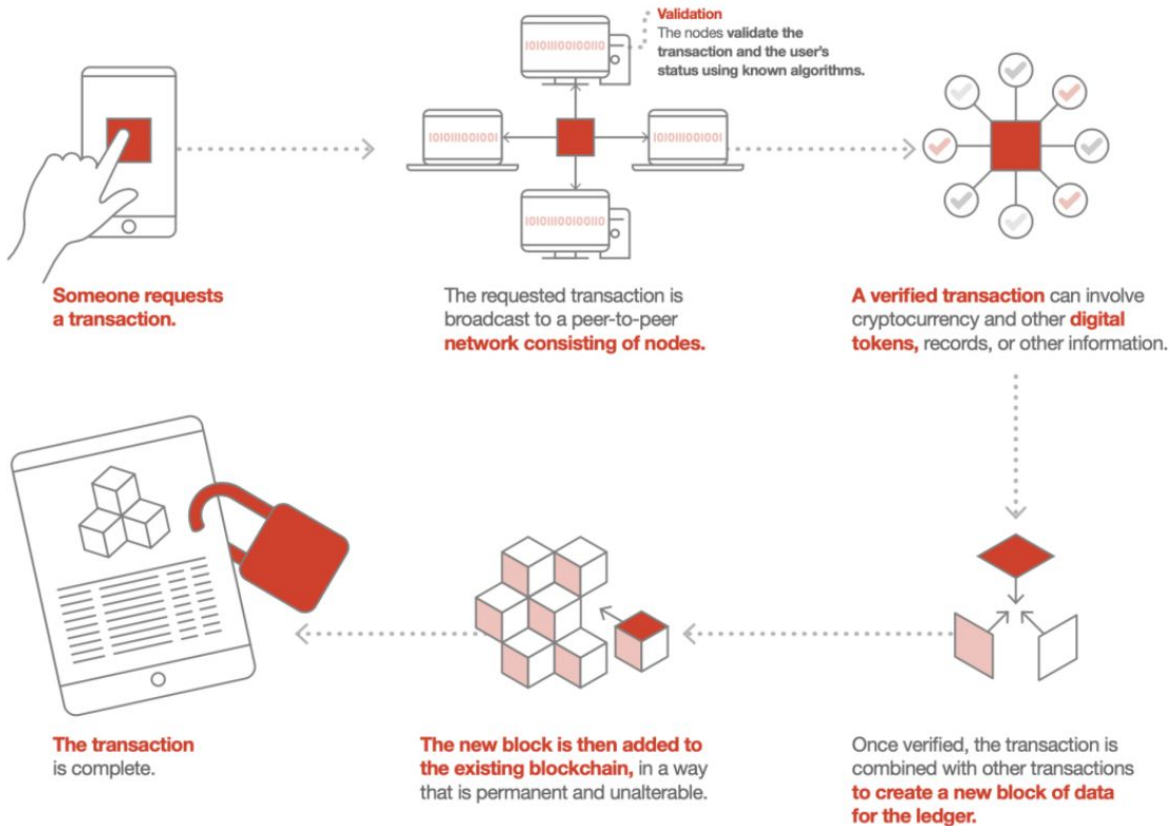 Validation
The nodes validate the
transaction and the user's
status using known algorithms.
10101110010011O
1010111001001
1010111001001
10101110010011O
Someone requests
a transaction.
The requested transaction is
broadcast to a peer-to-peer
network consisting of nodes.
A verified transaction can involve
cryptocurrency and other digital
tokens, records, or other information.
The transaction
is complete.
The new block is then added to
the existing blockchain, in a way
that is permanent and unalterable.
Once verified, the transaction is
combined with other transactions
to create a new block of data
for the ledger.